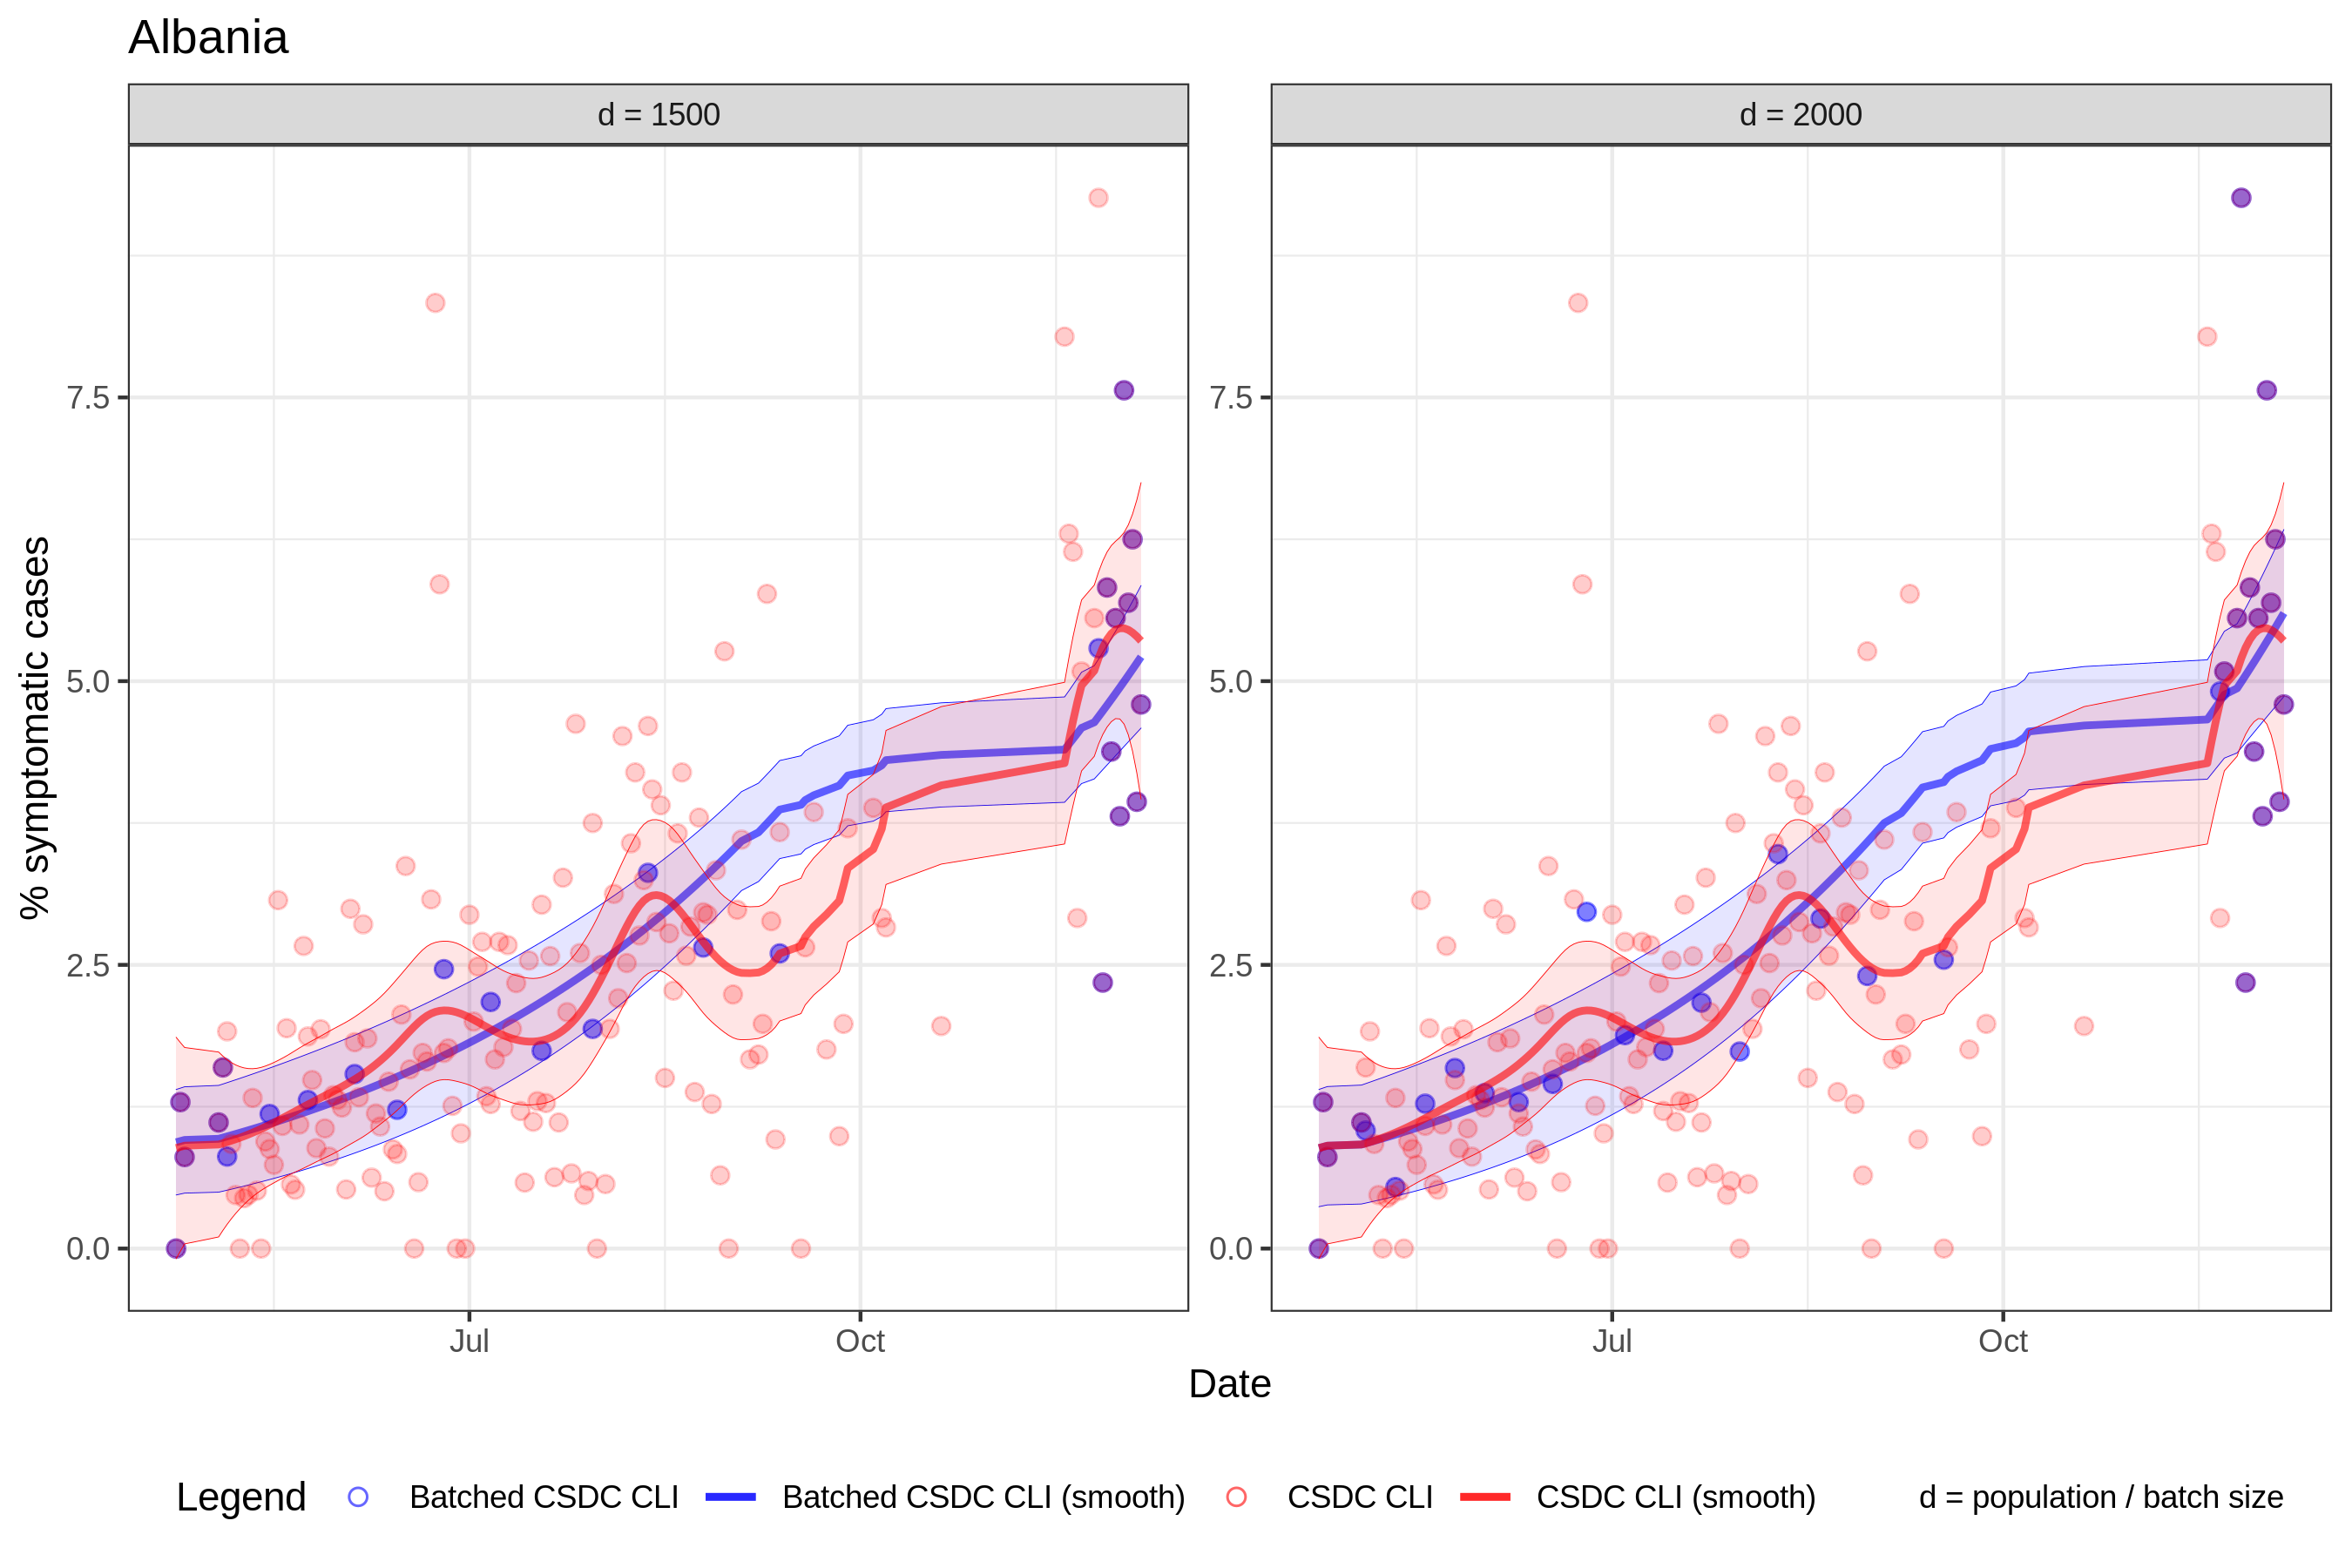 Albania
d = 1500
d = 2000
% symptomatic cases
7.5
5.0
2.5
0.0
7.5
5.0
2.5
0.0
Jul
Oct
Jul
Oct
Date
Legend
Batched CSDC CLI
Batched CSDC CLI (smooth)
CSDC CLI
CSDC CLI (smooth)
d = population / batch size